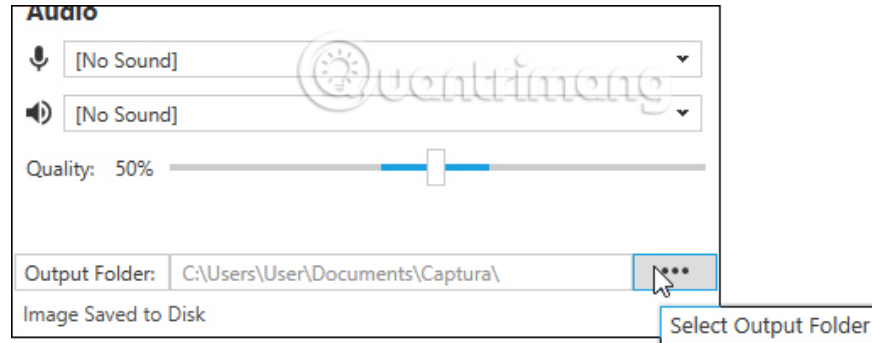 Audio
[No Sound]
Quantrimang
[No Sound]
Quality: 50%
Output Folder: C:\Users\User\Documents\Captura\ •••
Image Saved to Disk
Select Output Folder